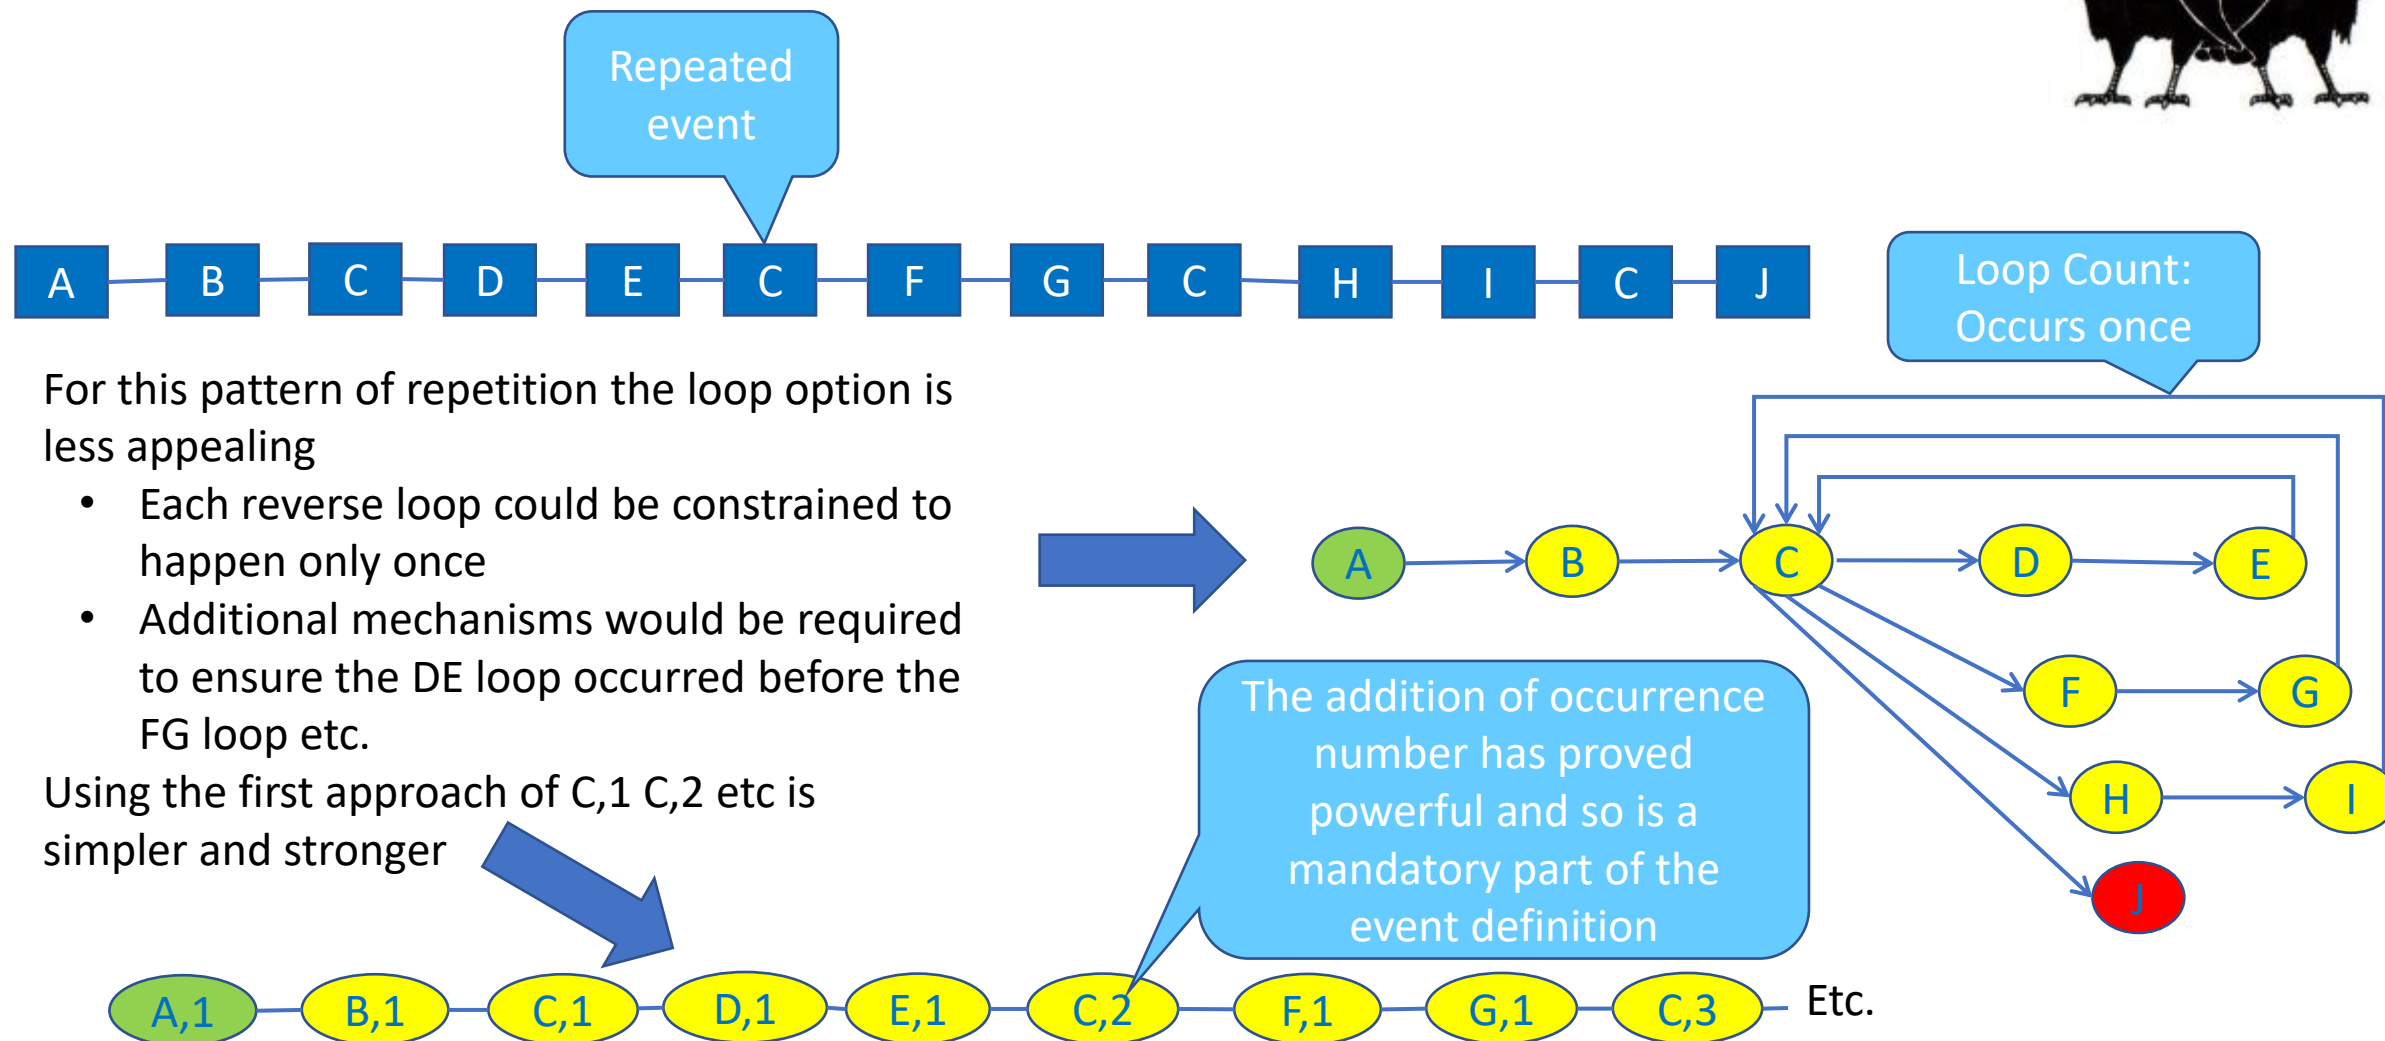 Repeated
event
A B C D E C F G C H I C J
Loop Count:
Occurs once
For this pattern of repetition the loop option is
less appealing
• Each reverse loop could be constrained to
happen only once
• Additional mechanisms would be required
to ensure the DE loop occurred before the
FG loop etc.
Using the first approach of C,1 C,2 etc is
simpler and stronger
A B C D E
F G
H I
J
The addition of occurrence
number has proved
powerful and so is a
mandatory part of the
event definition
A,1 B,1 C,1 D,1 E,1 C,2 F,1 G,1 C,3 Etc.